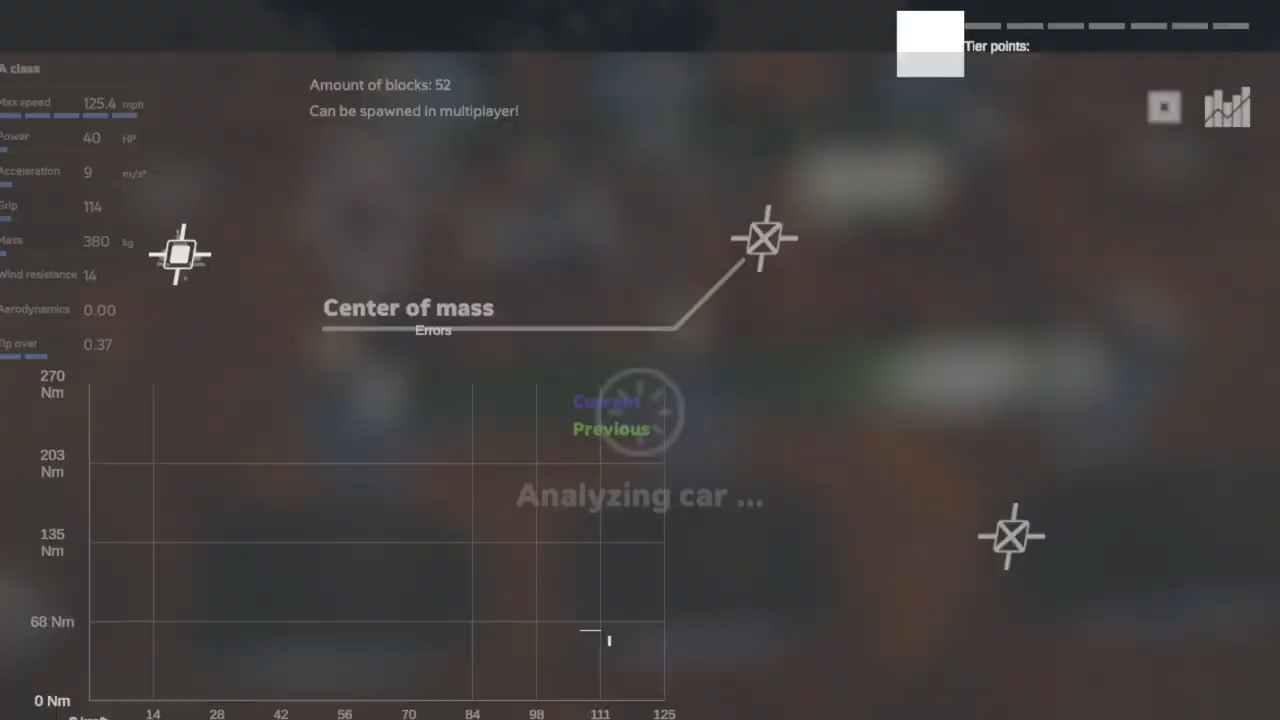 Tier points:
A class
Max speed 125.4 mph
Power 40 HP
Acceleration 9 m/s²
Grip 114
Mass 380 kg
Wind resistance 14
Aerodynamics 0.00
Tip over 0.37
Amount of blocks: 52
Can be spawned in multiplayer!
Center of mass
Errors
Current
Previous
Analyzing car ...
270 Nm
203 Nm
135 Nm
68 Nm
0 Nm
14 28 42 56 70 84 98 111 125